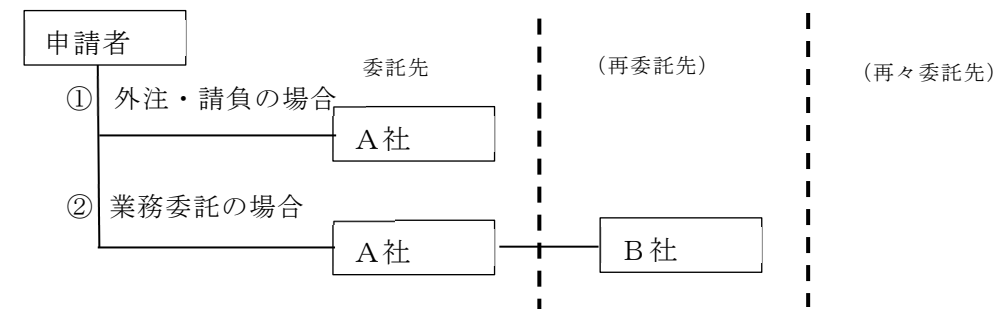 申請者
委託先
（再委託先）
（再々委託先）
① 外注・請負の場合
Ａ社
② 業務委託の場合
Ａ社
Ｂ社